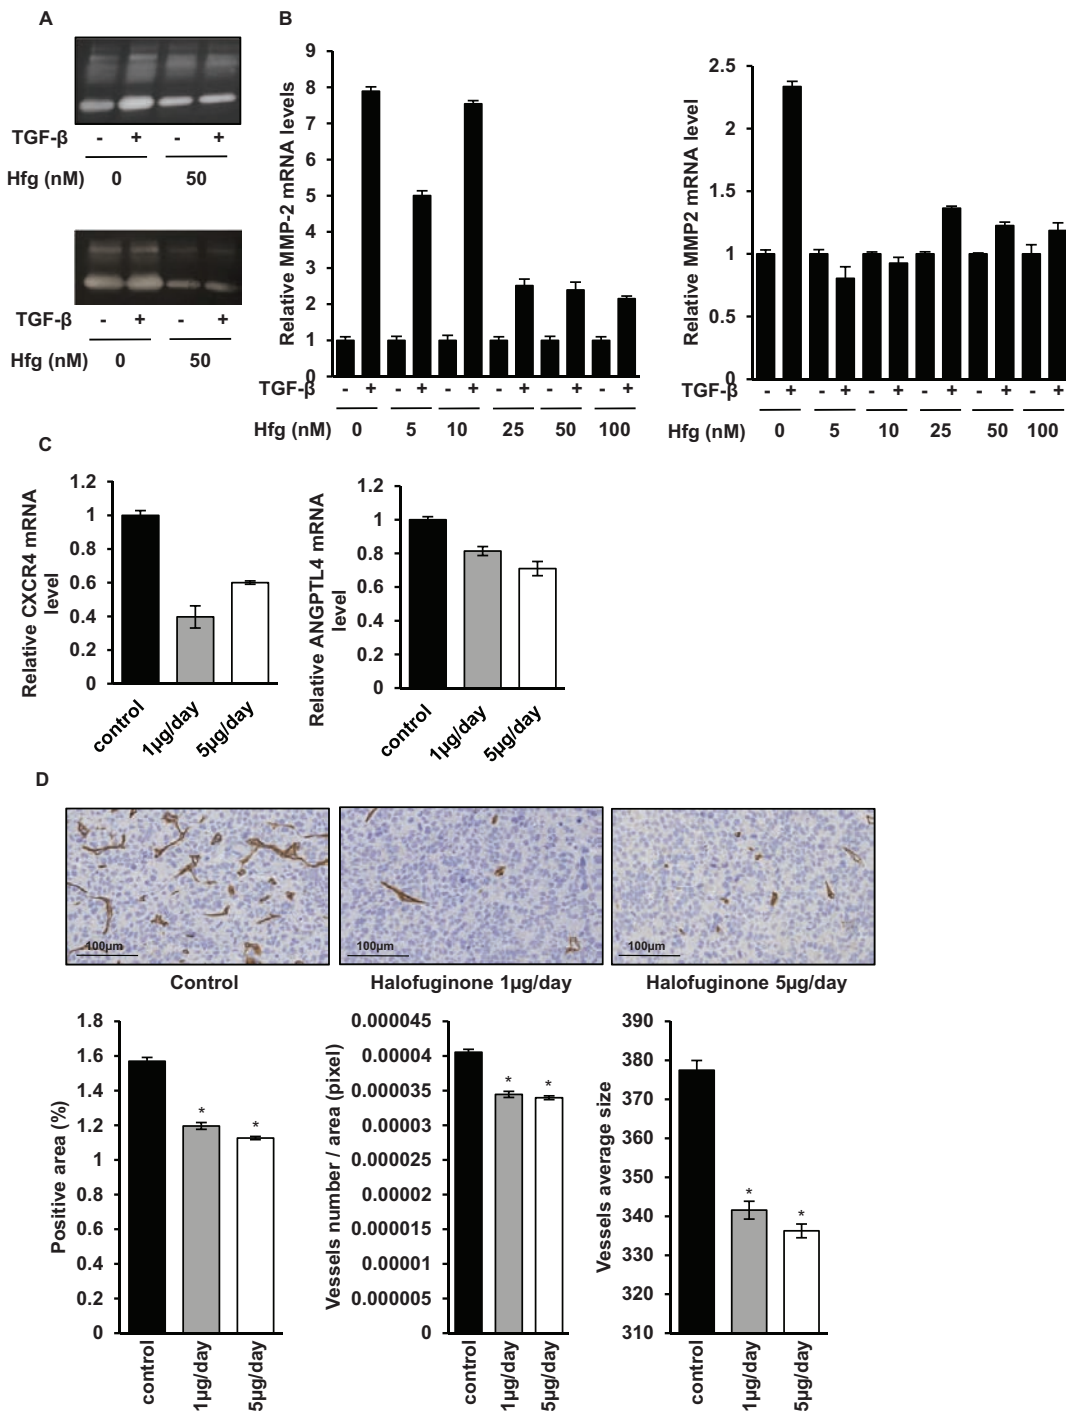 A
TGF-β - + - +
Hfg (nM) 0 50
TGF-β - + - +
Hfg (nM) 0 50
B
Relative MMP-2 mRNA levels
9
8
7
6
5
4
3
2
1
0
TGF-β - + - + - + - + - + - +
Hfg (nM) 0 5 10 25 50 100
Relative MMP2 mRNA level
2.5
2
1.5
1
0.5
0
TGF-β - + - + - + - + - + - +
Hfg (nM) 0 5 10 25 50 100
C
Relative CXCR4 mRNA
level
1.2
1
0.8
0.6
0.4
0.2
0
control 1µg/day 5µg/day
Relative ANGPTL4 mRNA
level
1.2
1
0.8
0.6
0.4
0.2
0
control 1µg/day 5µg/day
D
100µm 100µm 100µm
Control Halofuginone 1µg/day Halofuginone 5µg/day
Positive area (%)
1.8
1.6
1.4
1.2
1
0.8
0.6
0.4
0.2
0
* *
control 1µg/day 5µg/day
Vessels number / area (pixel)
0.000045
0.00004
0.000035
0.00003
0.000025
0.00002
0.000015
0.00001
0.000005
0
* *
control 1µg/day 5µg/day
Vessels average size
390
380
370
360
350
340
330
320
310
* *
control 1µg/day 5µg/day